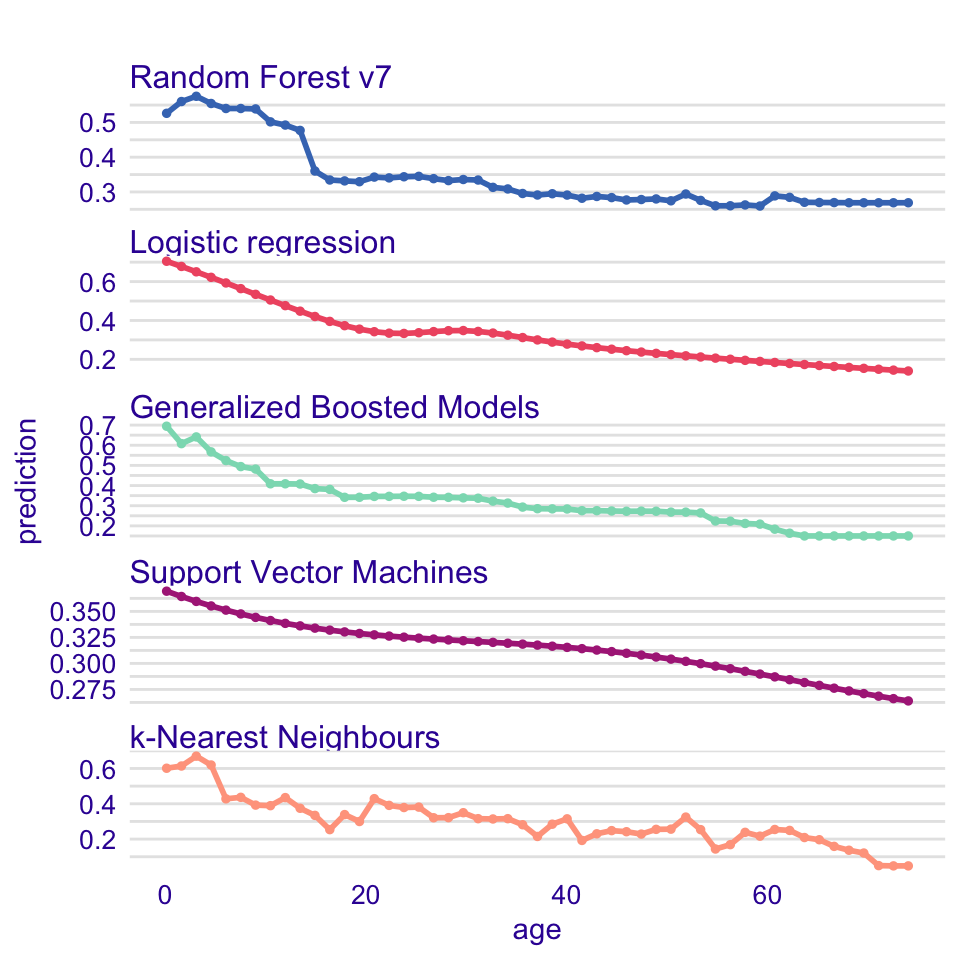 Random Forest v7
0.5
0.4
0.3
Logistic regression
0.6
0.4
0.2
Generalized Boosted Models
0.7
0.6
0.5
0.4
0.3
0.2
prediction
Support Vector Machines
0.350
0.325
0.300
0.275
k-Nearest Neighbours
0.6
0.4
0.2
0 20 40 60
age